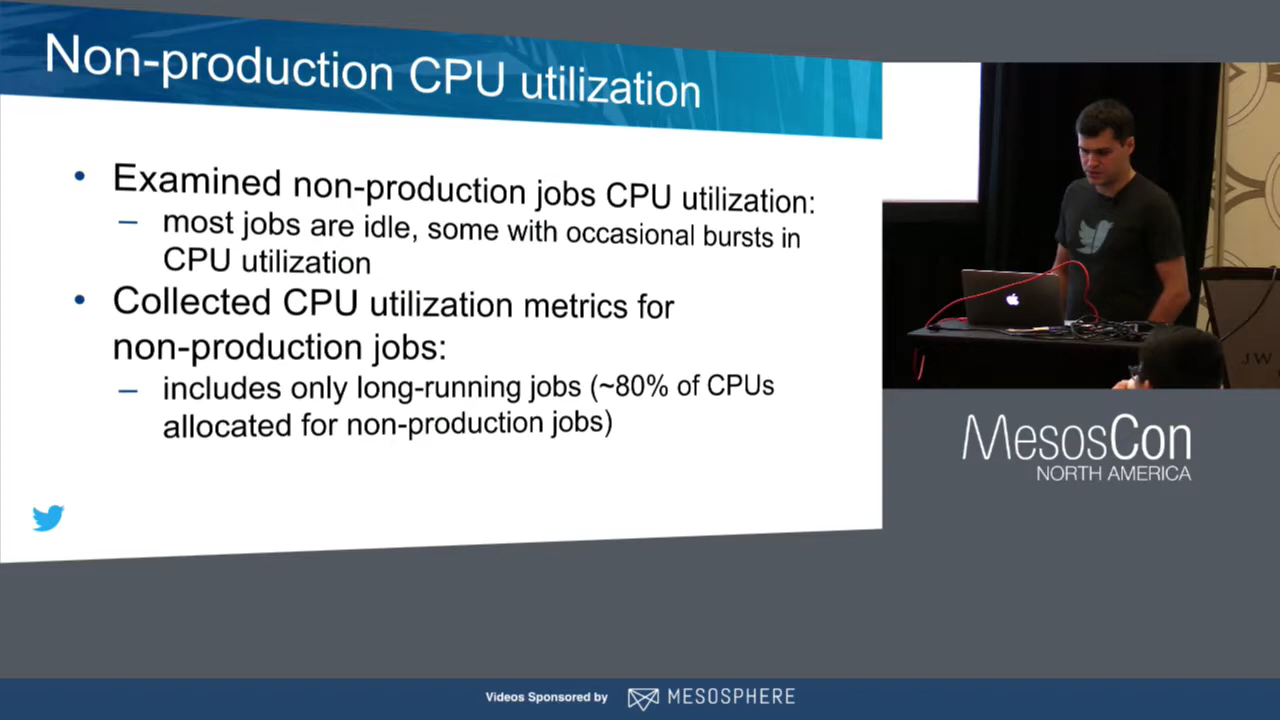 Non-production CPU utilization
• Examined non-production jobs CPU utilization:
– most jobs are idle, some with occasional bursts in
CPU utilization
• Collected CPU utilization metrics for
non-production jobs:
– includes only long-running jobs (~80% of CPUs
allocated for non-production jobs)
J W
MesosCon
NORTH AMERICA
Videos Sponsored by MESOSPHERE